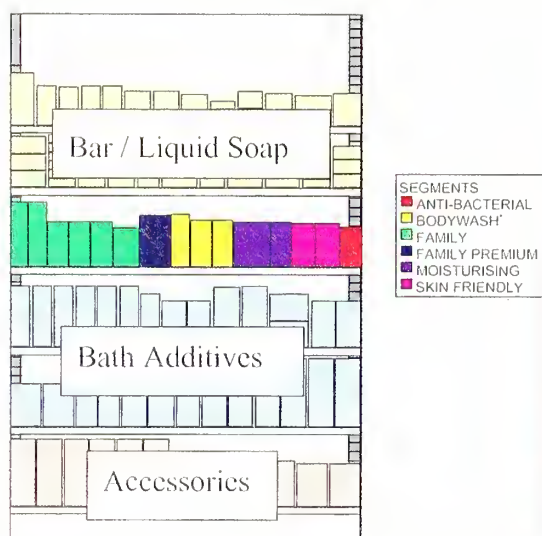 Bar / Liquid Soap
SEGMENTS
ANTI-BACTERIAL
BODYWASH*
FAMILY
FAMILY PREMIUM
MOISTURISING
SKIN FRIENDLY
Bath Additives
Accessories